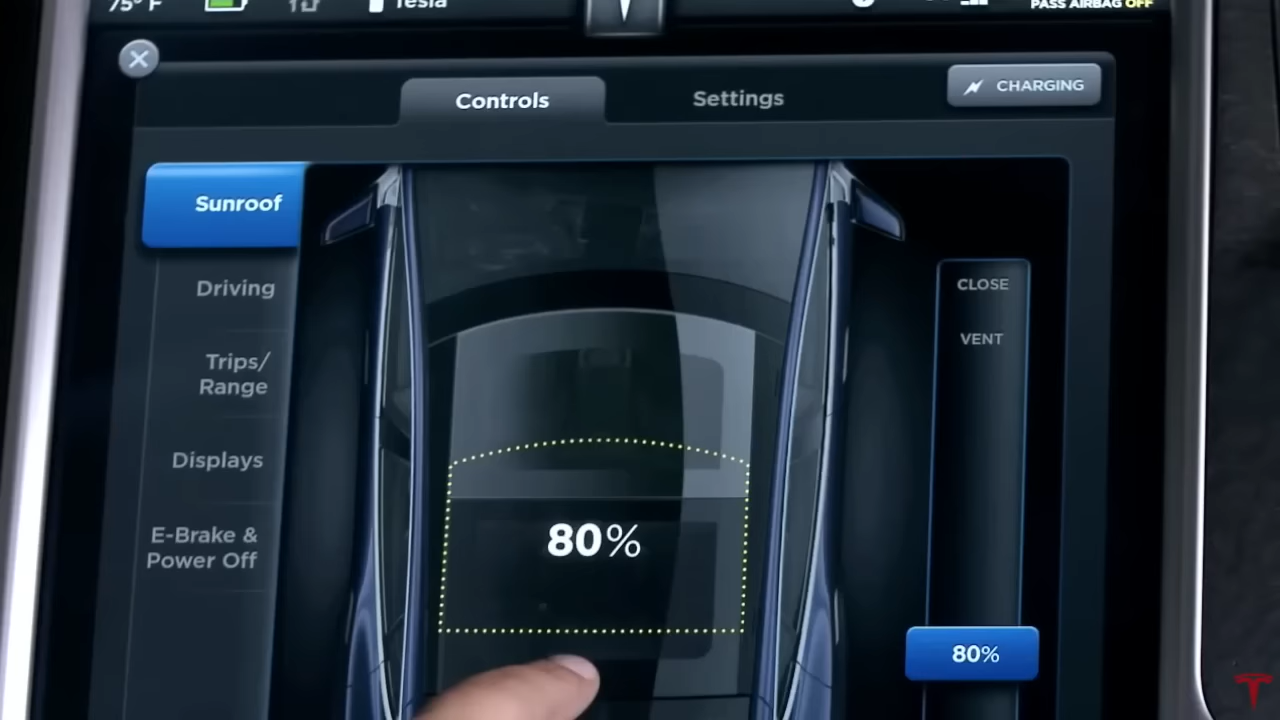 75° F
Tesla
PASS AIRBAG OFF
Controls
Settings
CHARGING
Sunroof
Driving
Trips/
Range
Displays
E-Brake &
Power Off
CLOSE
VENT
80%
80%